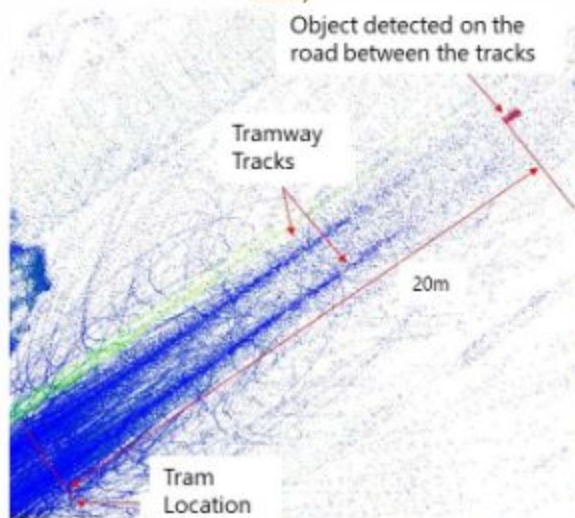 Object detected on the
road between the tracks
Tramway
Tracks
20m
Tram
Location